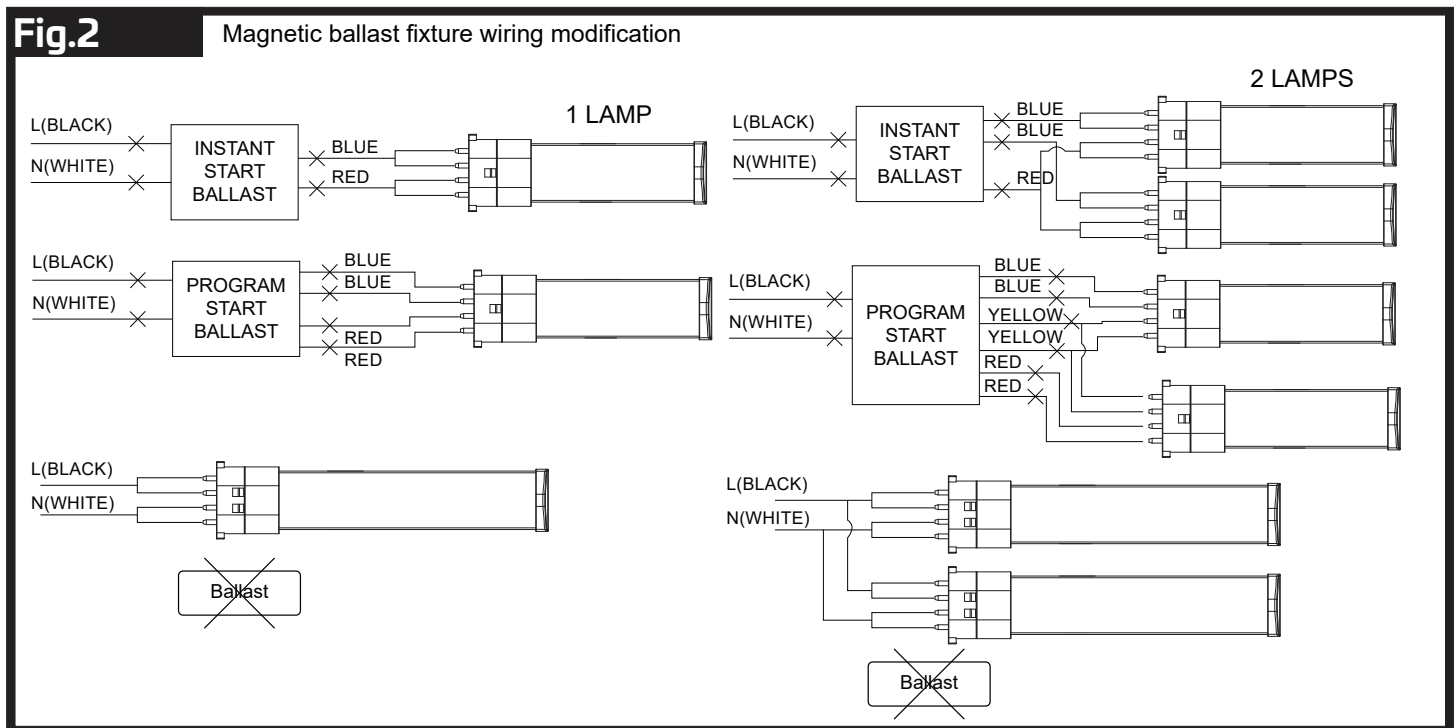 Fig.2
Magnetic ballast fixture wiring modification
1 LAMP
L(BLACK)
N(WHITE)
INSTANT
START
BALLAST
BLUE
RED
L(BLACK)
N(WHITE)
PROGRAM
START
BALLAST
BLUE
BLUE
RED
RED
L(BLACK)
N(WHITE)
Ballast
2 LAMPS
L(BLACK)
N(WHITE)
INSTANT
START
BALLAST
BLUE
BLUE
RED
L(BLACK)
N(WHITE)
PROGRAM
START
BALLAST
BLUE
BLUE
YELLOW
YELLOW
RED
RED
L(BLACK)
N(WHITE)
Ballast